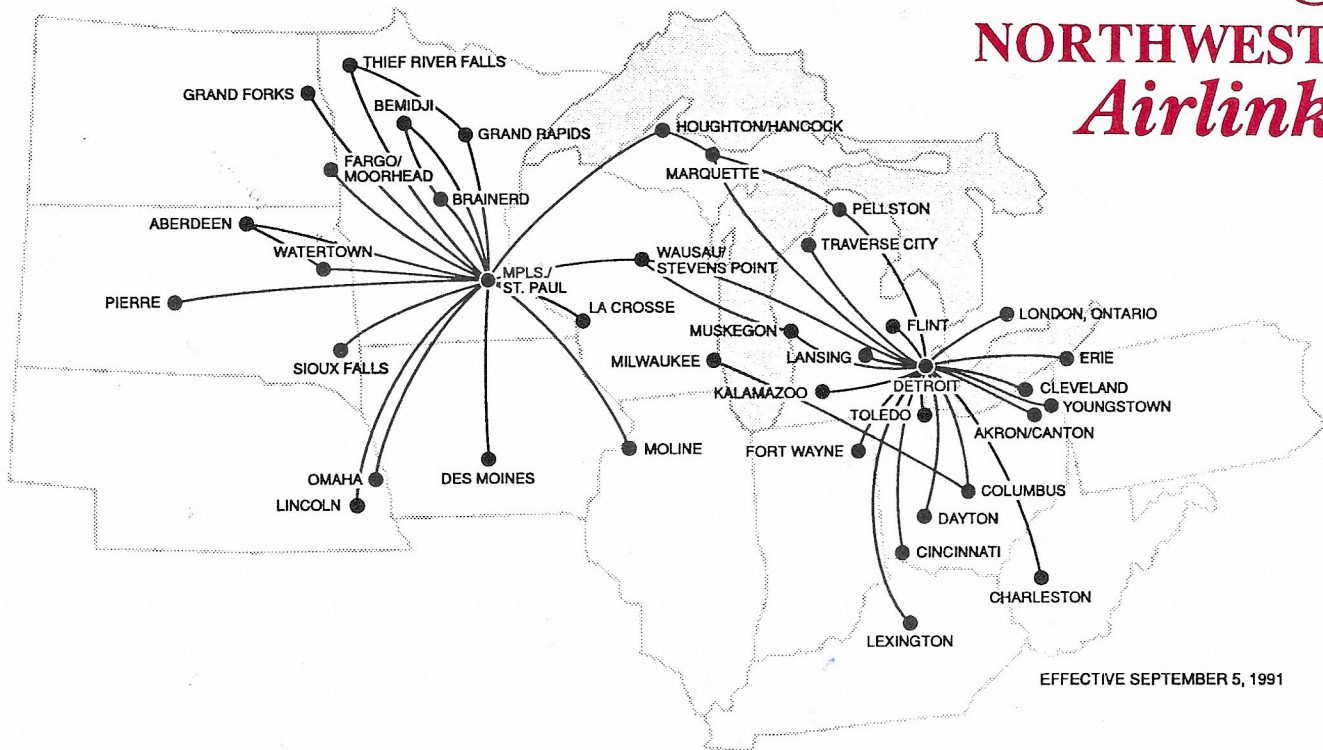 NORTHWEST
Airlink
THIEF RIVER FALLS
GRAND FORKS
BEMIDJI
GRAND RAPIDS
HOUGHTON/HANCOCK
FARGO/
MOORHEAD
MARQUETTE
BRAINERD
PELLSTON
ABERDEEN
TRAVERSE CITY
WATERTOWN
WAUSAU/
STEVENS POINT
MPLS./
ST. PAUL
PIERRE
LA CROSSE
LONDON, ONTARIO
FLINT
MUSKEGON
LANSING
MILWAUKEE
ERIE
SIOUX FALLS
DETROIT
CLEVELAND
KALAMAZOO
YOUNGSTOWN
TOLEDO
AKRON/CANTON
MOLINE
FORT WAYNE
OMAHA
DES MOINES
COLUMBUS
LINCOLN
DAYTON
CINCINNATI
CHARLESTON
LEXINGTON
EFFECTIVE SEPTEMBER 5, 1991